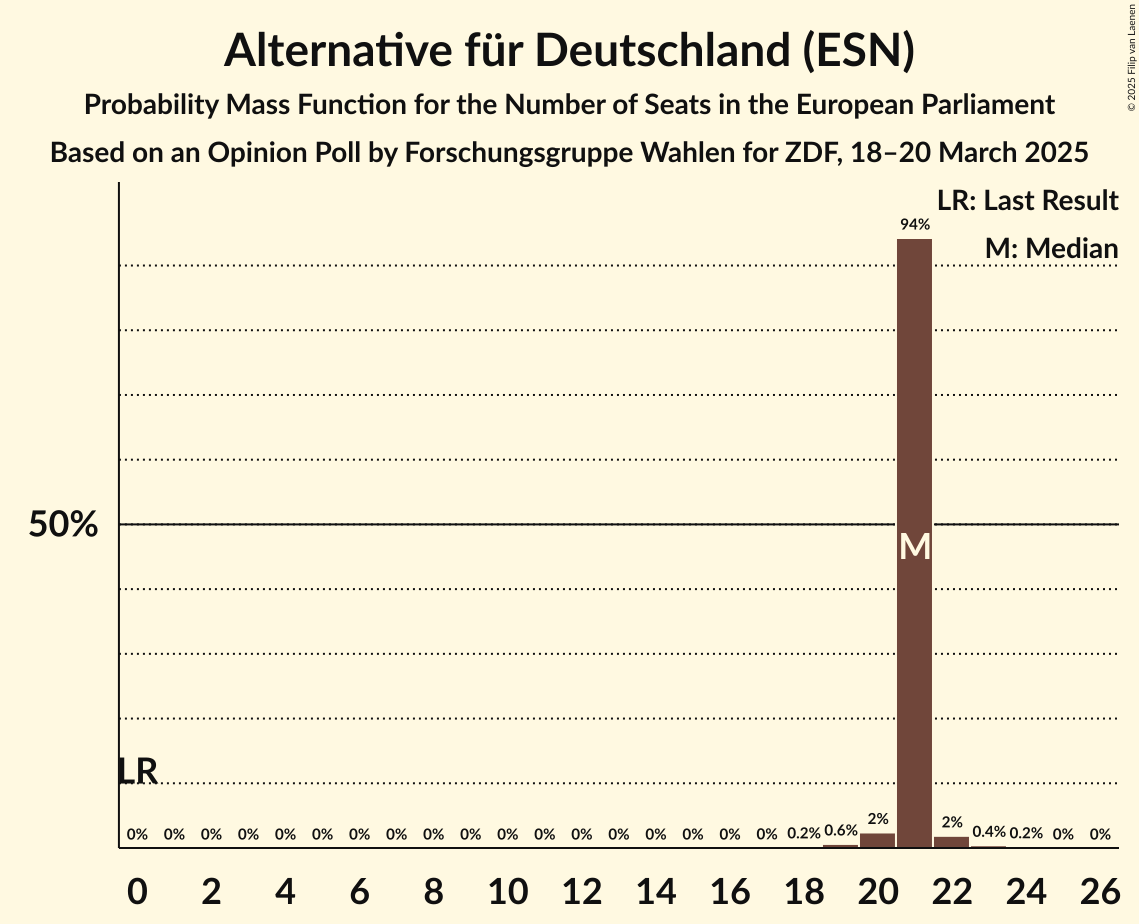 Alternative für Deutschland (ESN)
Probability Mass Function for the Number of Seats in the European Parliament
Based on an Opinion Poll by Forschungsgruppe Wahlen for ZDF, 18–20 March 2025
© 2025 Filip van Laenen
LR: Last Result
M: Median
94%
50%
M
LR
0% 0% 0% 0% 0% 0% 0% 0% 0% 0% 0% 0% 0% 0% 0% 0% 0% 0% 0.2% 0.6% 2% 2% 0.4% 0.2% 0% 0%
0 2 4 6 8 10 12 14 16 18 20 22 24 26